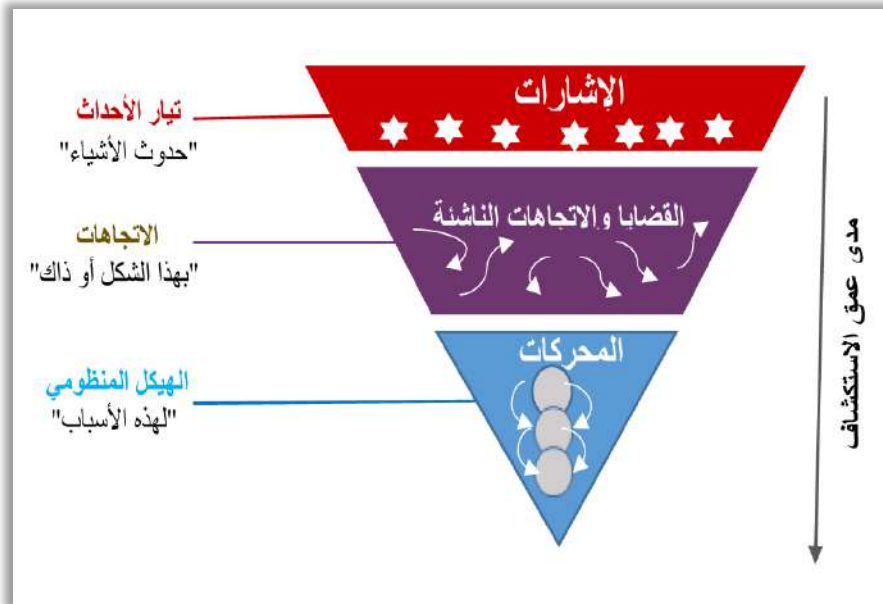 الإشارات
تيار الأحداث
"حدوث الأشياء"
القضايا والاتجاهات الناشئة
الاتجاهات
"بهذا الشكل أو ذاك"
المحركات
الهيكل المنظومي
"لهذه الأسباب"
مدى عمق الاستكشاف